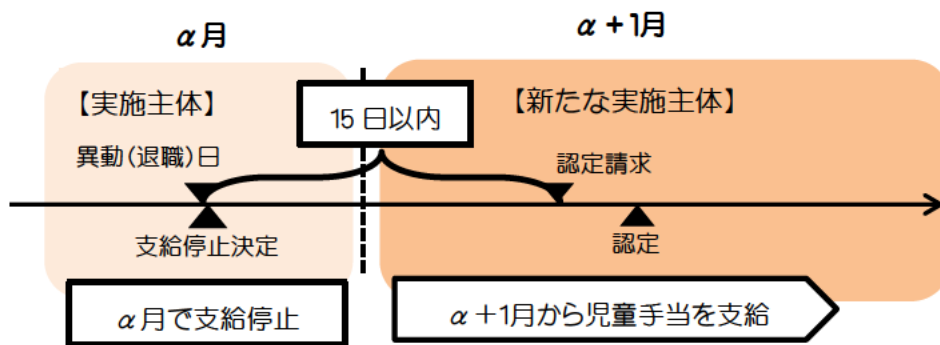 α月
α+1月
【実施主体】
15日以内
【新たな実施主体】
異動(退職)日
認定請求
支給停止決定
認定
α月で支給停止
α+1月から児童手当を支給